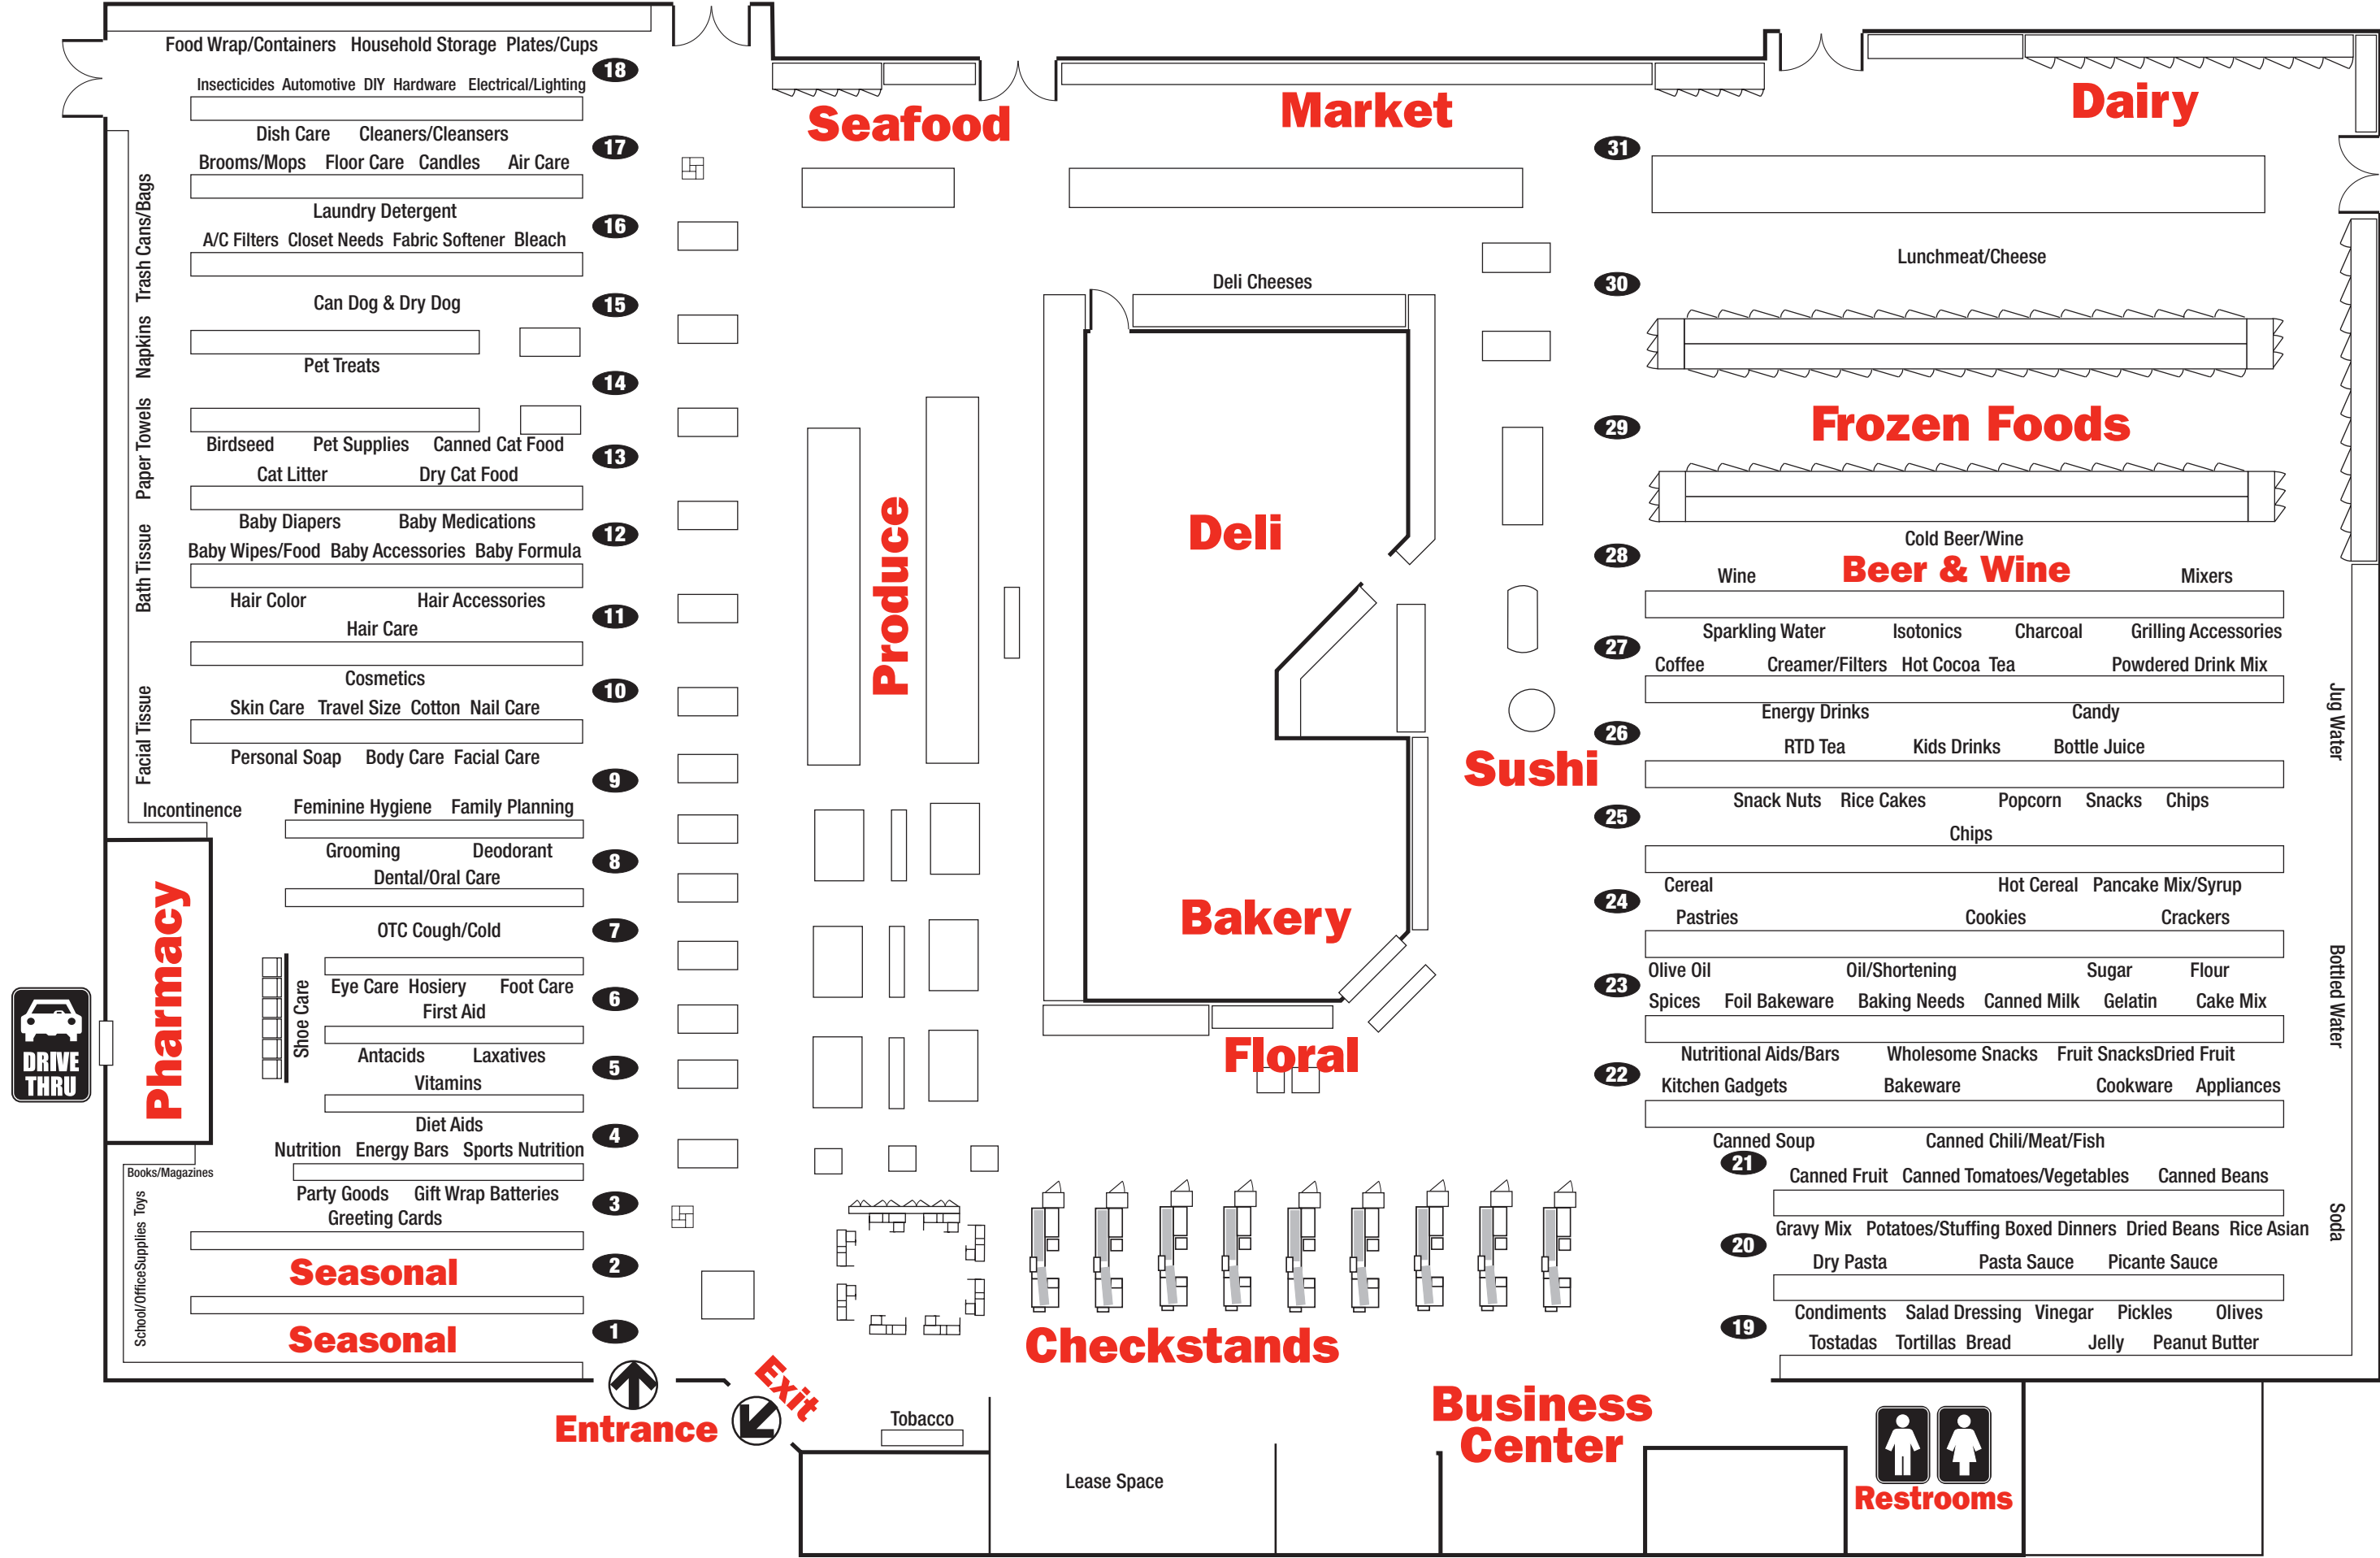 Food Wrap/Containers Household Storage Plates/Cups
18
Insecticides Automotive DIY Hardware Electrical/Lighting
Dish Care Cleaners/Cleansers
17
Brooms/Mops Floor Care Candles Air Care
Laundry Detergent
16
A/C Filters Closet Needs Fabric Softener Bleach
Can Dog & Dry Dog
15
Pet Treats
14
Birdseed Pet Supplies Canned Cat Food
13
Cat Litter Dry Cat Food
Baby Diapers Baby Medications
12
Baby Wipes/Food Baby Accessories Baby Formula
Hair Color Hair Accessories
11
Hair Care
Cosmetics
10
Skin Care Travel Size Cotton Nail Care
Personal Soap Body Care Facial Care
9
Feminine Hygiene Family Planning
Grooming Deodorant
8
Dental/Oral Care
OTC Cough/Cold
7
Eye Care Hosiery Foot Care
6
First Aid
Antacids Laxatives
5
Vitamins
Diet Aids
4
Nutrition Energy Bars Sports Nutrition
Party Goods Gift Wrap Batteries
3
Greeting Cards
Seasonal
2
Seasonal
1
Facial Tissue Bath Tissue Paper Towels Napkins Trash Cans/Bags
Incontinence
Pharmacy
DRIVE
THRU
Shoe Care
Books/Magazines
School/OfficeSupplies Toys
Entrance
Exit
Seafood
Market
Dairy
Produce
Deli Cheeses
Deli
Bakery
Sushi
Floral
Checkstands
Tobacco
Lease Space
Business
Center
Restrooms
31
Lunchmeat/Cheese
30
Frozen Foods
29
Cold Beer/Wine
28
Beer & Wine
Wine Mixers
Sparkling Water Isotonics Charcoal Grilling Accessories
27
Coffee Creamer/Filters Hot Cocoa Tea Powdered Drink Mix
Energy Drinks Candy
26
RTD Tea Kids Drinks Bottle Juice
Snack Nuts Rice Cakes Popcorn Snacks Chips
25
Chips
Cereal Hot Cereal Pancake Mix/Syrup
24
Pastries Cookies Crackers
Olive Oil Oil/Shortening Sugar Flour
23
Spices Foil Bakeware Baking Needs Canned Milk Gelatin Cake Mix
Nutritional Aids/Bars Wholesome Snacks Fruit SnacksDried Fruit
22
Kitchen Gadgets Bakeware Cookware Appliances
Canned Soup Canned Chili/Meat/Fish
21
Canned Fruit Canned Tomatoes/Vegetables Canned Beans
Gravy Mix Potatoes/Stuffing Boxed Dinners Dried Beans Rice Asian
20
Dry Pasta Pasta Sauce Picante Sauce
Condiments Salad Dressing Vinegar Pickles Olives
19
Tostadas Tortillas Bread Jelly Peanut Butter
Jug Water
Bottled Water
Soda